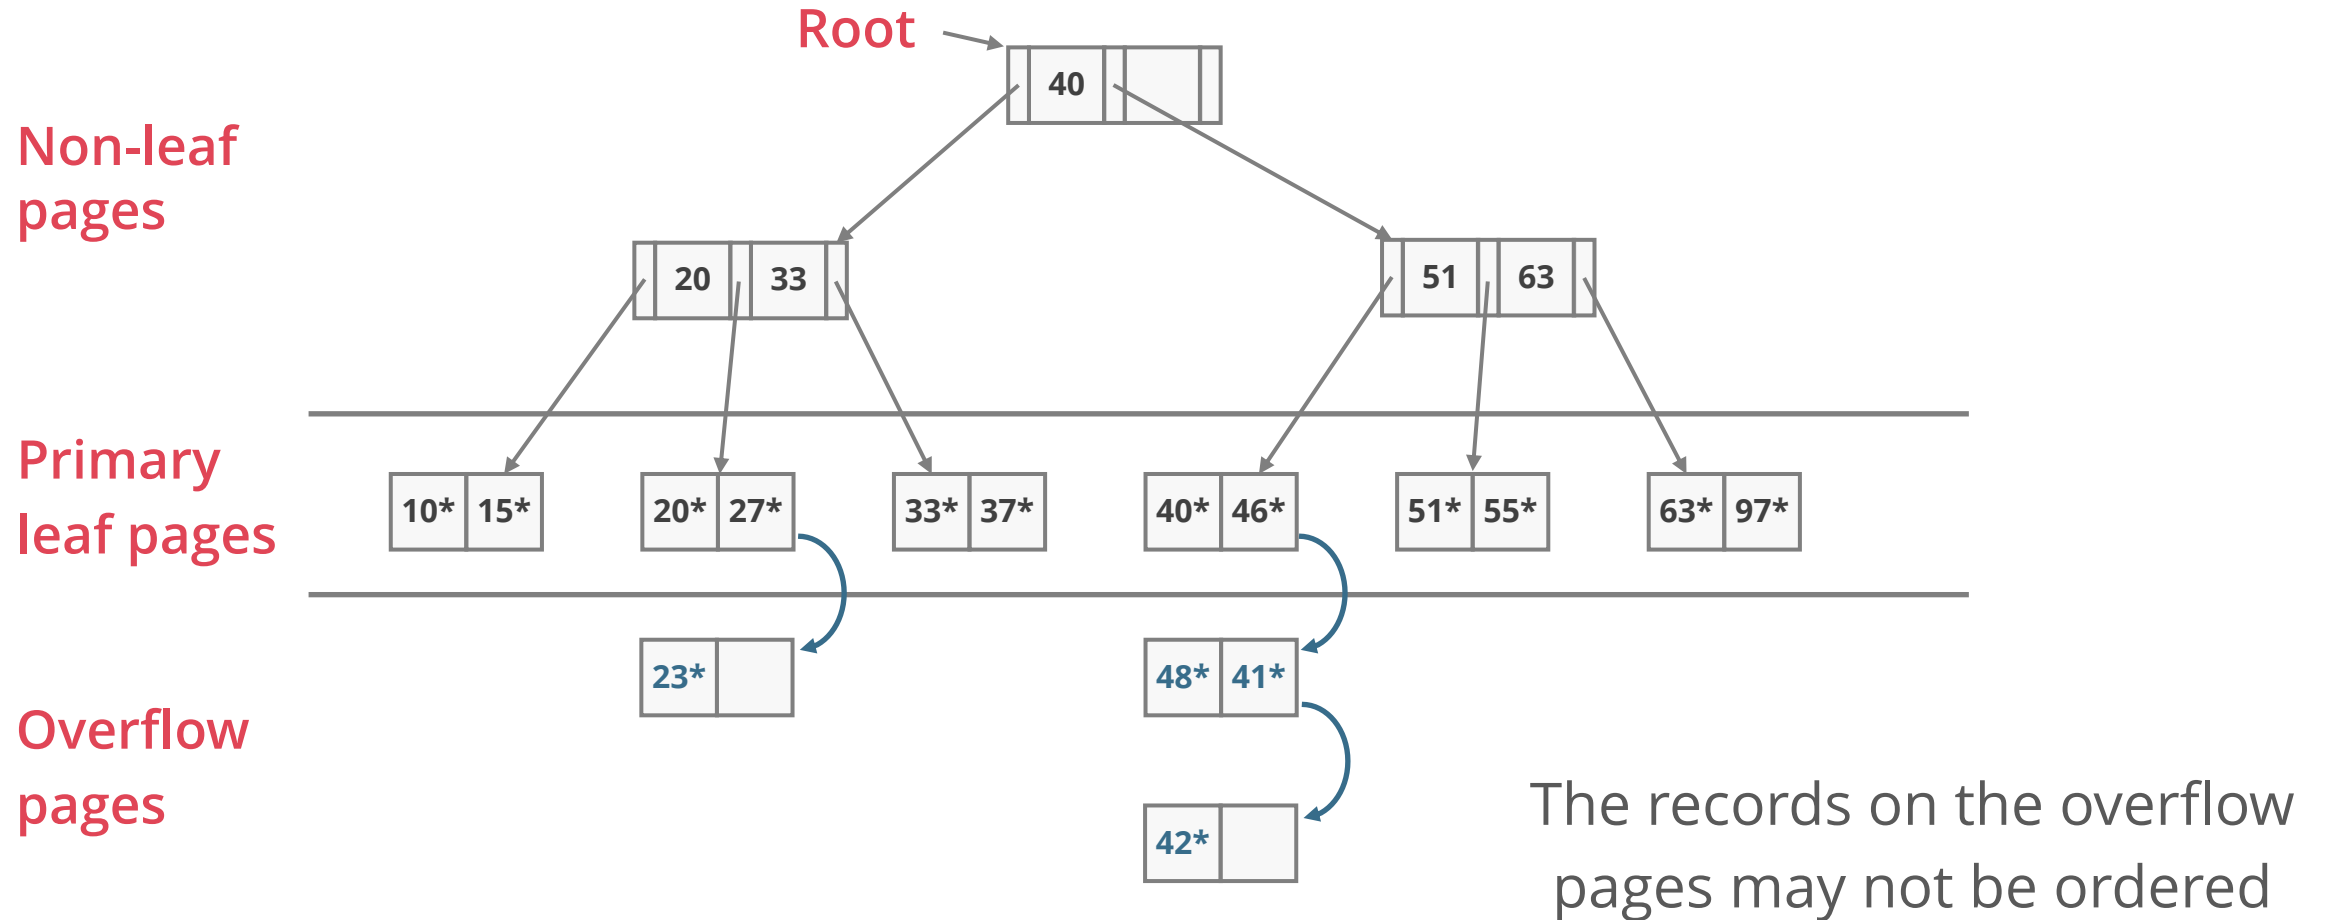 Root
40
Non-leaf
pages
20 33
51 63
Primary
leaf pages
10* 15*
20* 27*
33* 37*
40* 46*
51* 55*
63* 97*
23*
48* 41*
Overflow
pages
42*
The records on the overflow
pages may not be ordered